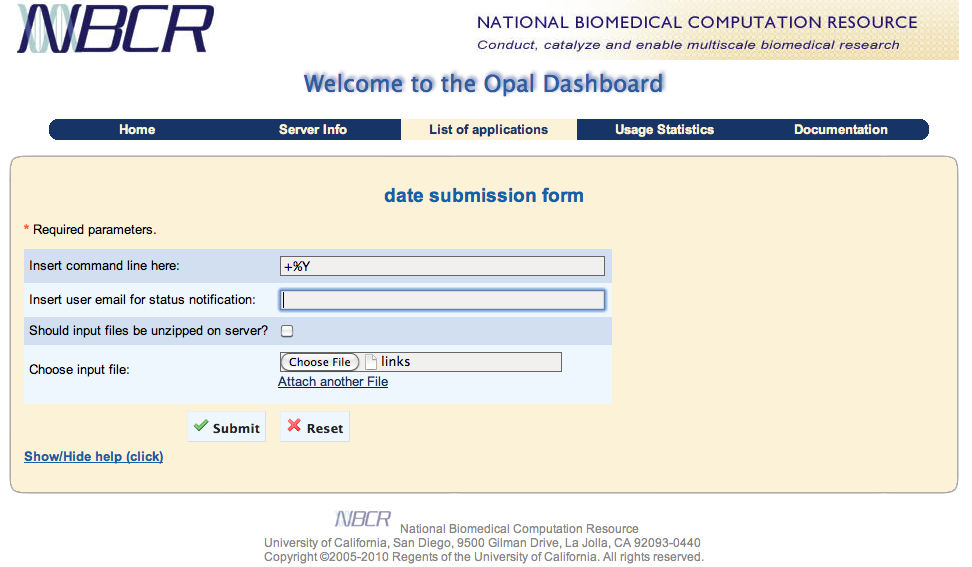 NBCR
NATIONAL BIOMEDICAL COMPUTATION RESOURCE
Conduct, catalyze and enable multiscale biomedical research
Welcome to the Opal Dashboard
Home Server Info List of applications Usage Statistics Documentation
date submission form
* Required parameters.
Insert command line here: +%Y
Insert user email for status notification:
Should input files be unzipped on server?
Choose input file: Choose File links
Attach another File
Submit Reset
Show/Hide help (click)
NBCR National Biomedical Computation Resource
University of California, San Diego, 9500 Gilman Drive, La Jolla, CA 92093-0440
Copyright ©2005-2010 Regents of the University of California. All rights reserved.